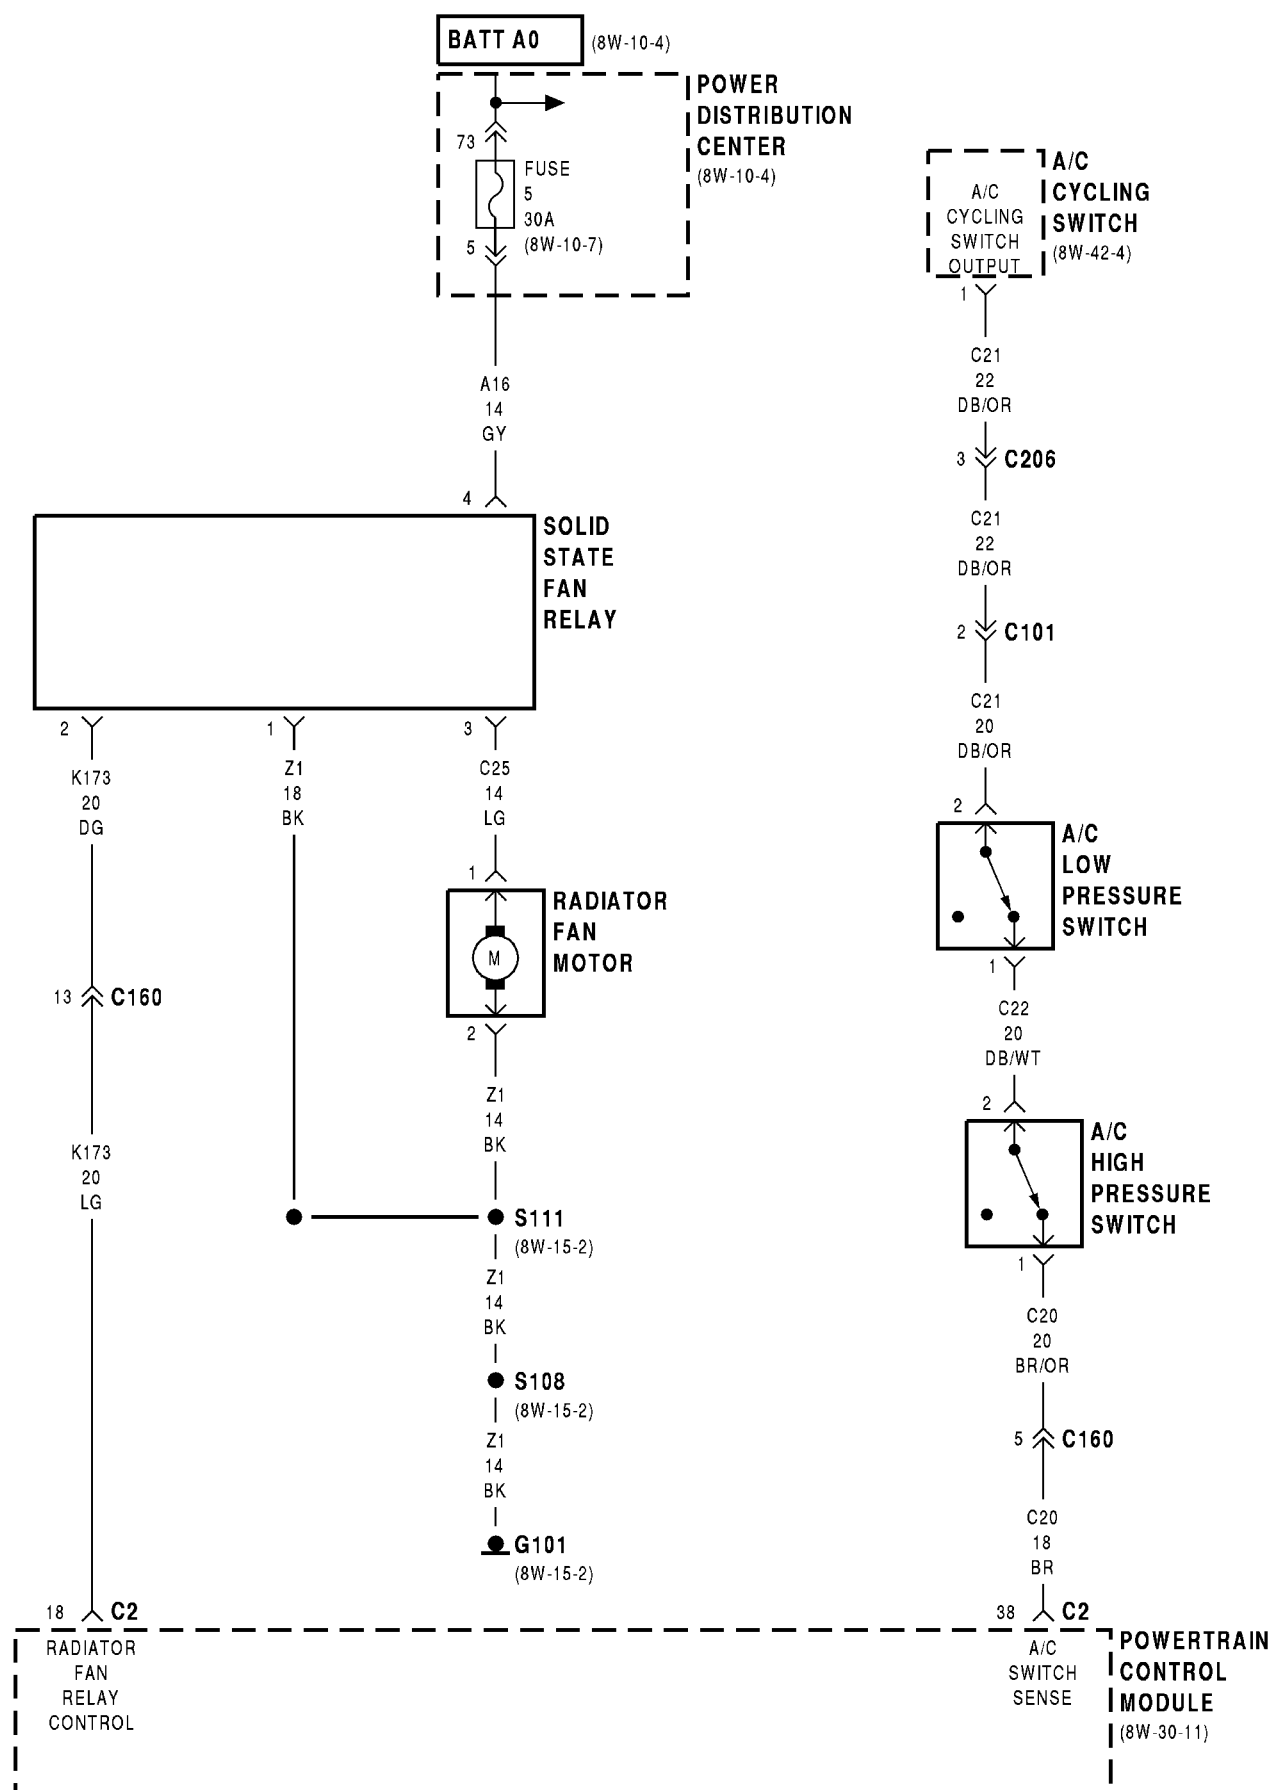 BATT A0
(8W-10-4)
POWER
DISTRIBUTION
CENTER
(8W-10-4)
73
FUSE
5
30A
(8W-10-7)
5
A16
14
GY
4
SOLID
STATE
FAN
RELAY
2
1
3
K173
20
DG
Z1
18
BK
C25
14
LG
1
RADIATOR
FAN
MOTOR
M
2
13
C160
K173
20
LG
Z1
14
BK
S111
(8W-15-2)
Z1
14
BK
S108
(8W-15-2)
Z1
14
BK
G101
(8W-15-2)
18
C2
RADIATOR
FAN
RELAY
CONTROL
A/C
CYCLING
SWITCH
OUTPUT
A/C
CYCLING
SWITCH
(8W-42-4)
1
C21
22
DB/OR
3
C206
C21
22
DB/OR
2
C101
C21
20
DB/OR
2
A/C
LOW
PRESSURE
SWITCH
1
C22
20
DB/WT
2
A/C
HIGH
PRESSURE
SWITCH
1
C20
20
BR/OR
5
C160
C20
18
BR
38
C2
A/C
SWITCH
SENSE
POWERTRAIN
CONTROL
MODULE
(8W-30-11)